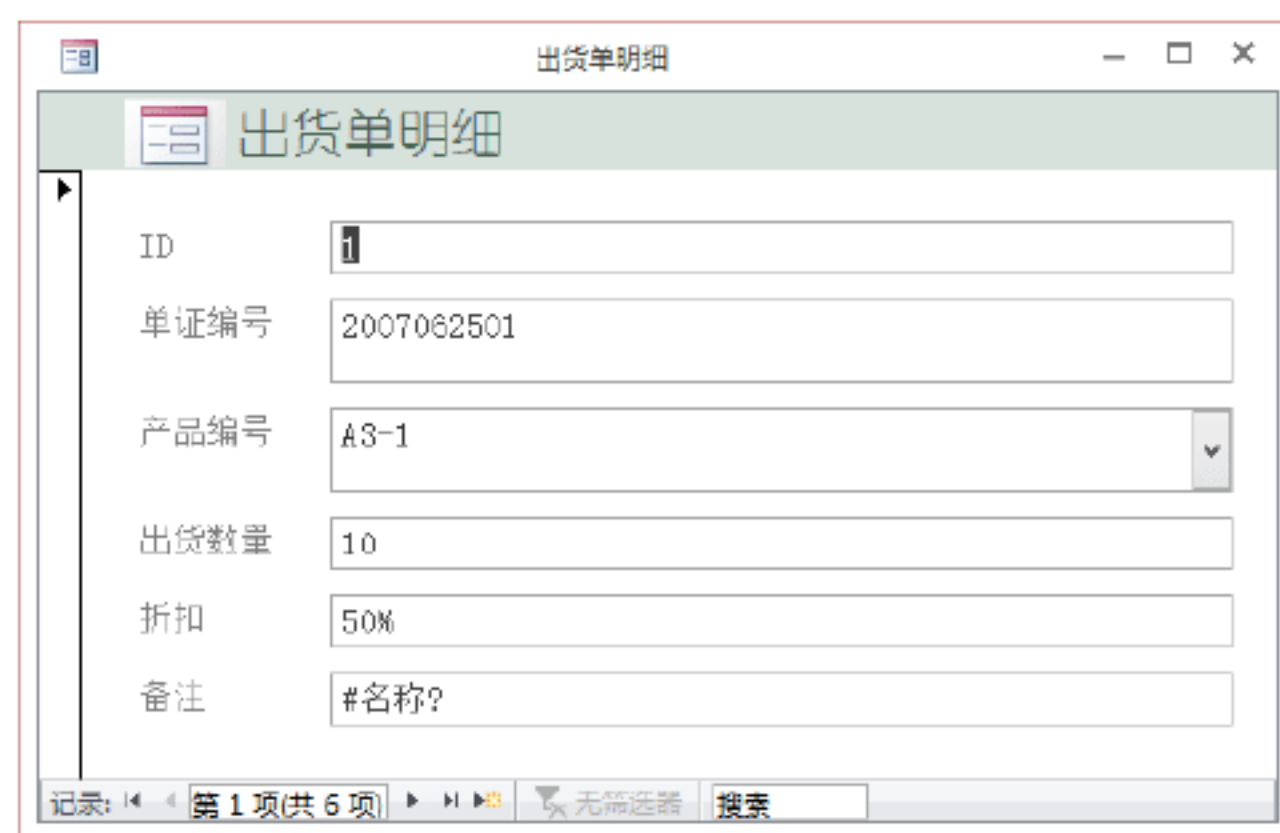 出货单明细
出货单明细
ID 1
单证编号 2007062501
产品编号 AS-1
出货数量 10
折扣 50%
备注 #名称?
记录: 第 1 项(共 6 项) 无筛选器 搜索